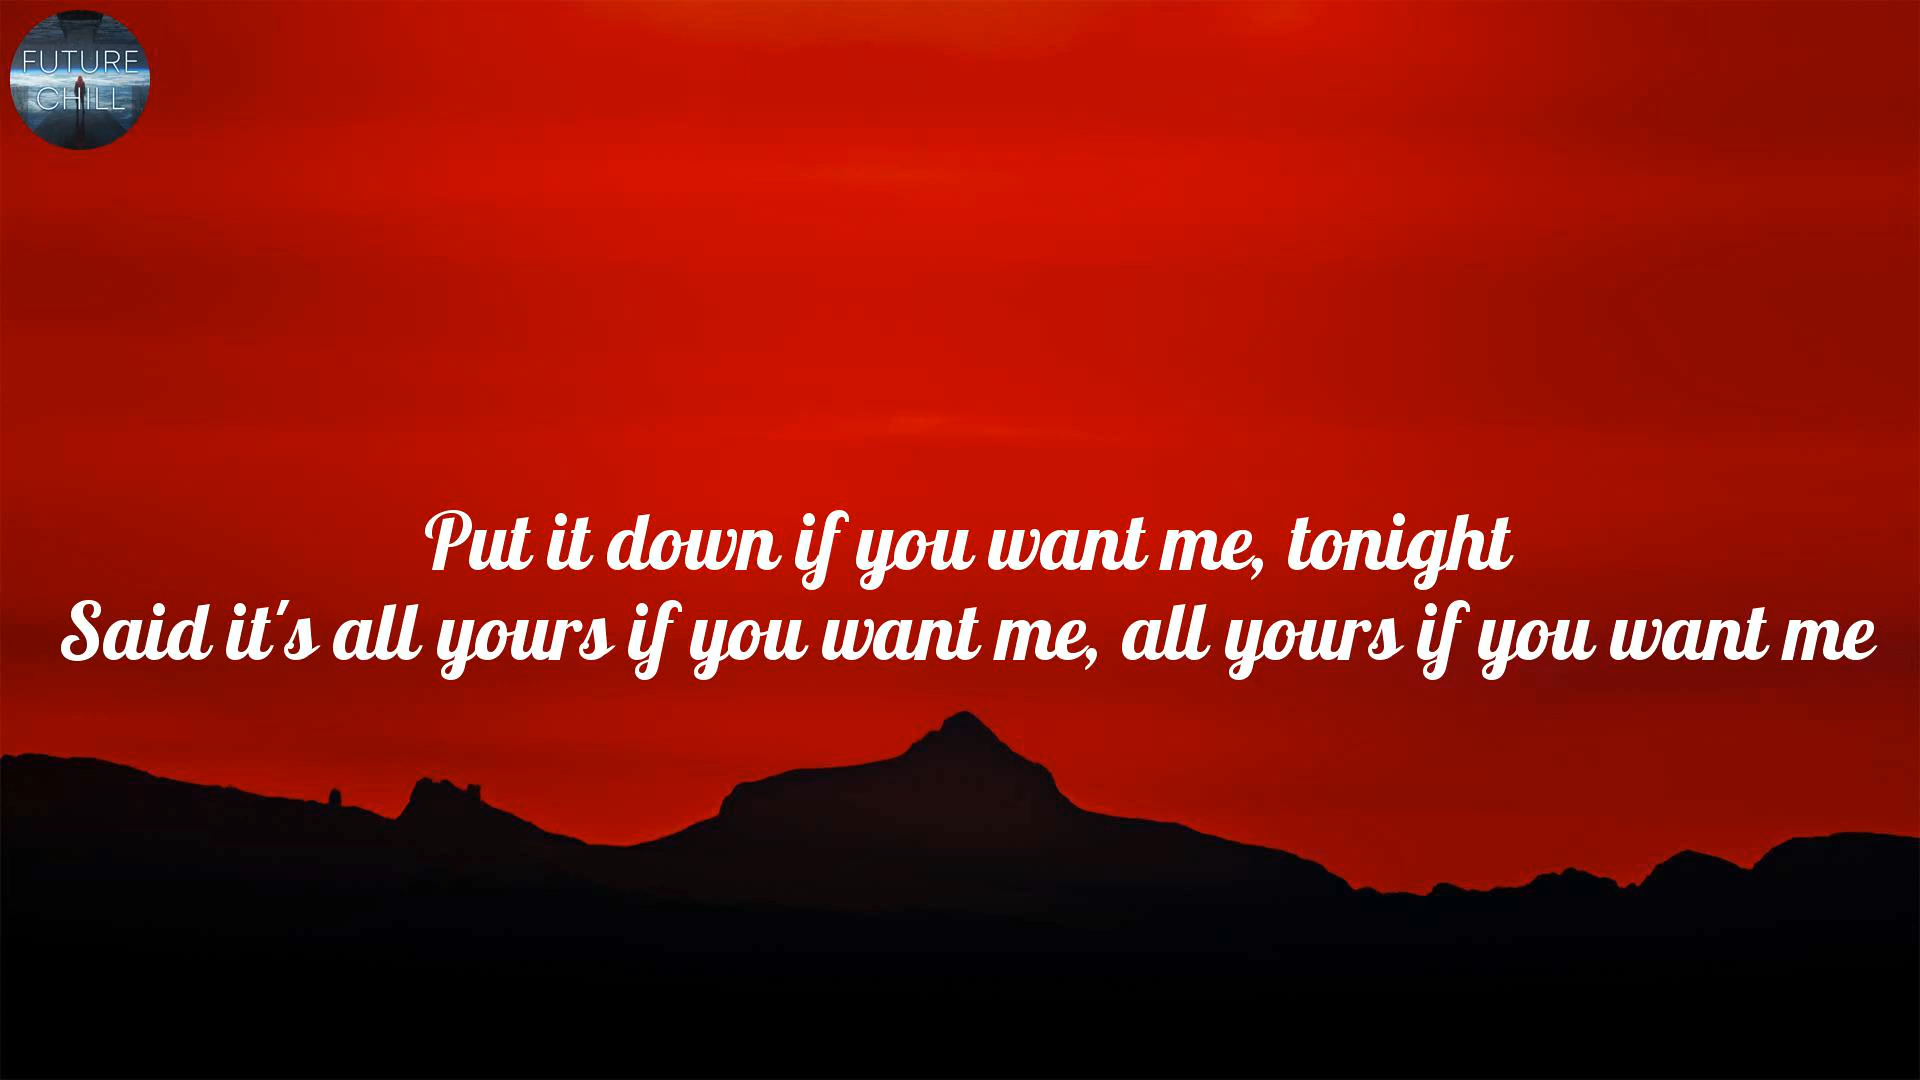 FUTURE
CHILL
Put it down if you want me, tonight
Said it's all yours if you want me, all yours if you want me